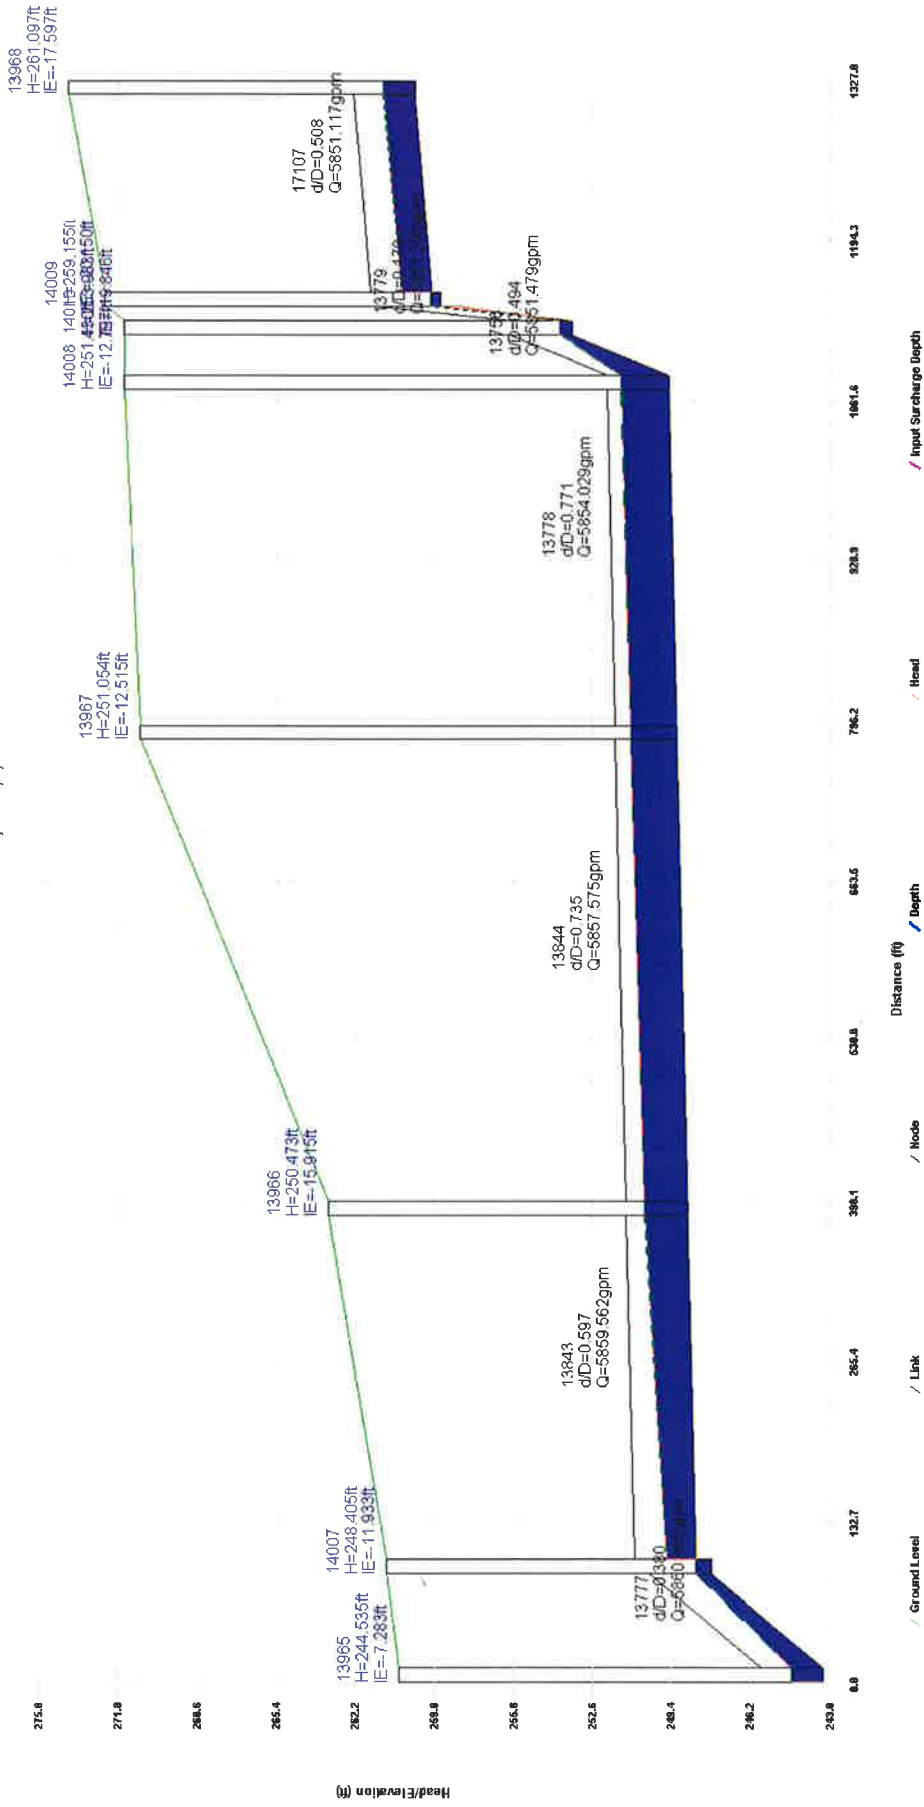 13968
H=261.097ft
IE=-17.597ft
14009
14008
13967
H=251.054ft
IE=-12.515ft
13966
H=250.473ft
IE=-15.915ft
14007
H=248.405ft
IE=-11.933ft
13965
H=244.535ft
IE=-7.283ft
17107
d/D=0.508
Q=5851.117gpm
13779
d/D=0.494
Q=5851.479gpm
13778
d/D=0.771
Q=5854.029gpm
13844
d/D=0.735
Q=5857.575gpm
13843
d/D=0.597
Q=5859.562gpm
13777
d/D=0.380
Head/Elevation (ft)
275.0
271.8
268.6
265.4
262.2
259.0
255.8
252.6
249.4
246.2
243.0
0.0
132.7
265.4
398.1
530.8
663.5
796.2
928.9
1061.6
1194.3
1327.0
Distance (ft)
Ground Level
Link
Node
Depth
Head
Input Surcharge Depth